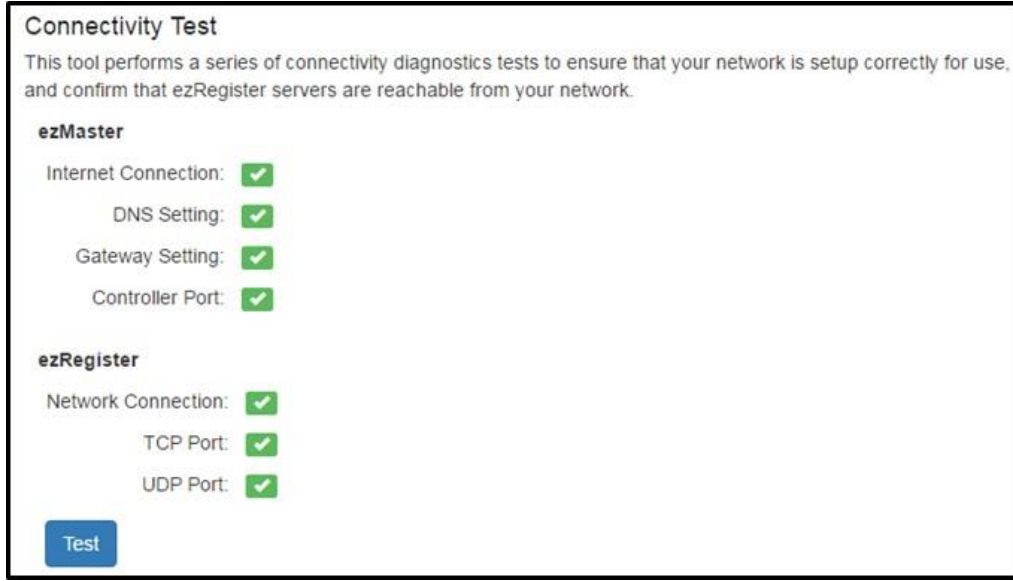 Connectivity Test
This tool performs a series of connectivity diagnostics tests to ensure that your network is setup correctly for use,
and confirm that ezRegister servers are reachable from your network.
ezMaster
Internet Connection:
DNS Setting:
Gateway Setting:
Controller Port:
ezRegister
Network Connection:
TCP Port:
UDP Port:
Test